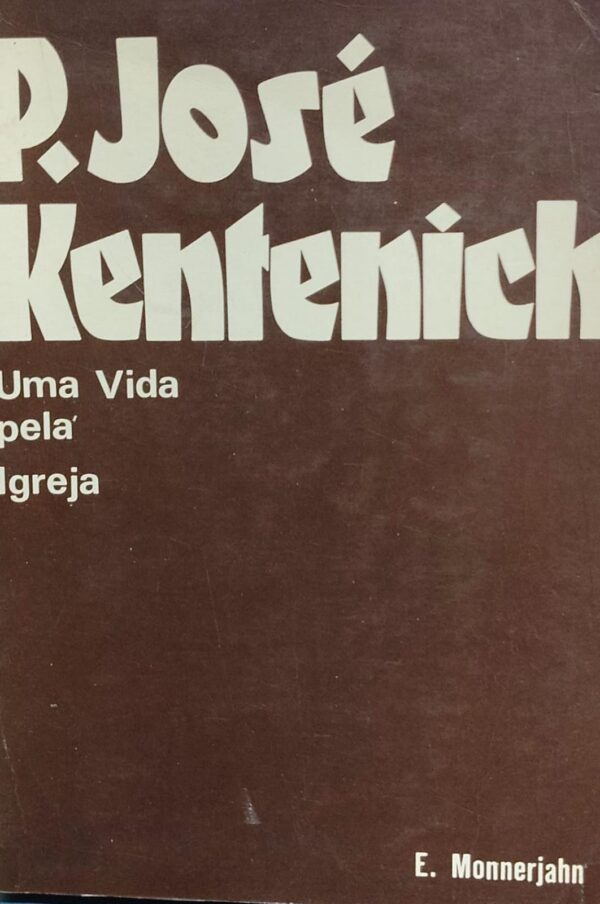 P. José
Kentenich
Uma Vida
pela
Igreja
E. Monnerjahn